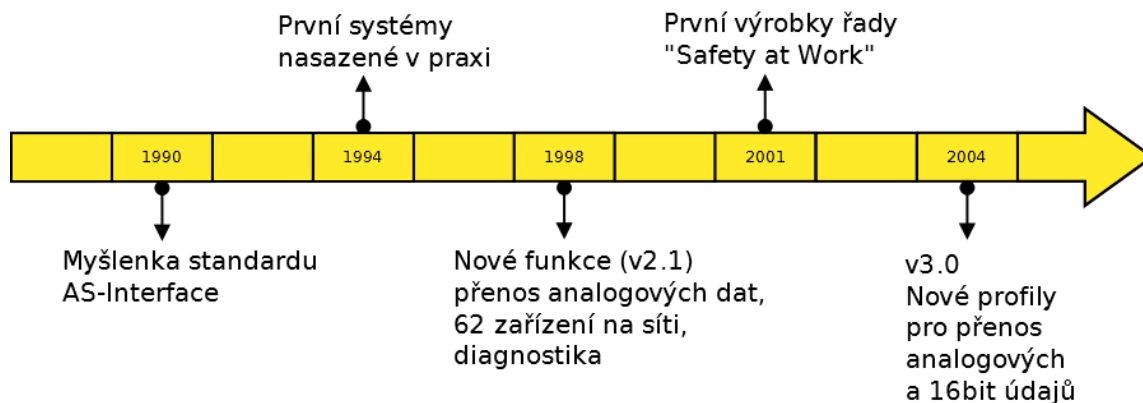 První systémy
nasazené v praxi
První výrobky řady
"Safety at Work"
1990
1994
1998
2001
2004
Myšlenka standardu
AS-Interface
Nové funkce (v2.1)
přenos analogových dat,
62 zařízení na síti,
diagnostika
v3.0
Nové profily
pro přenos
analogových
a 16bit údajů